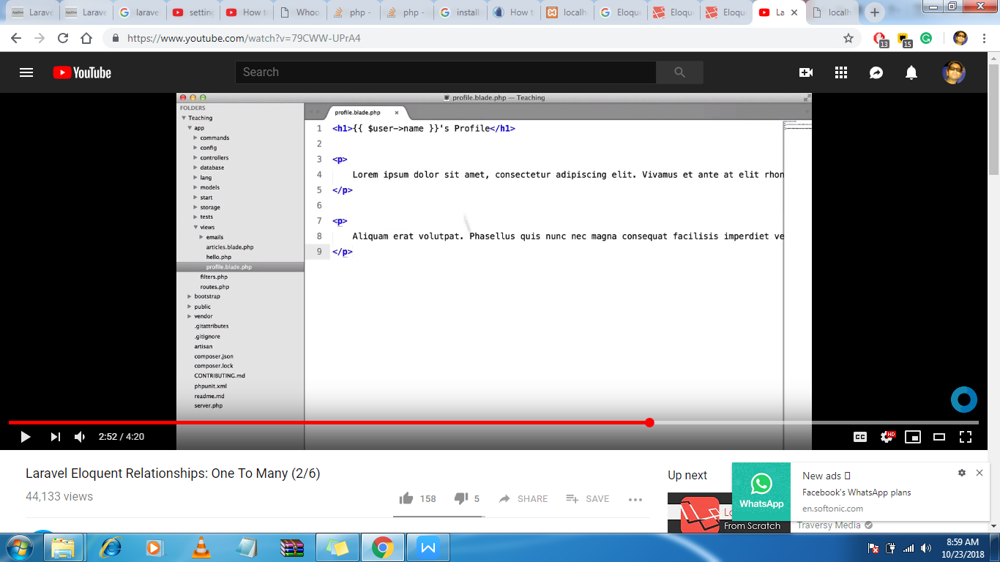 Laravel
Laravel
laravel
setting
How to
Whoo
php -
php -
install
How t
localh
Eloque
Eloque
Eloque
La
localh
https://www.youtube.com/watch?v=79CWW-UPrA4
13
15
YouTube
Search
profile.blade.php — Teaching
FOLDERS
Teaching
app
commands
config
controllers
database
lang
models
start
storage
tests
views
emails
articles.blade.php
hello.php
profile.blade.php
filters.php
routes.php
bootstrap
public
vendor
.gitattributes
.gitignore
artisan
composer.json
composer.lock
CONTRIBUTING.md
phpunit.xml
readme.md
server.php
profile.blade.php
1 <h1>{{ $user->name }}'s Profile</h1>
2
3 <p>
4 Lorem ipsum dolor sit amet, consectetur adipiscing elit. Vivamus et ante at elit rhon
5 </p>
6
7 <p>
8 Aliquam erat volutpat. Phasellus quis nunc nec magna consequat facilisis imperdiet ve
9 </p>
2:52 / 4:20
CC
HD
Laravel Eloquent Relationships: One To Many (2/6)
44,133 views
158
5
SHARE
SAVE
Up next
From Scratch
Traversy Media
WhatsApp
New ads
Facebook's WhatsApp plans
en.softonic.com
8:59 AM
10/23/2018